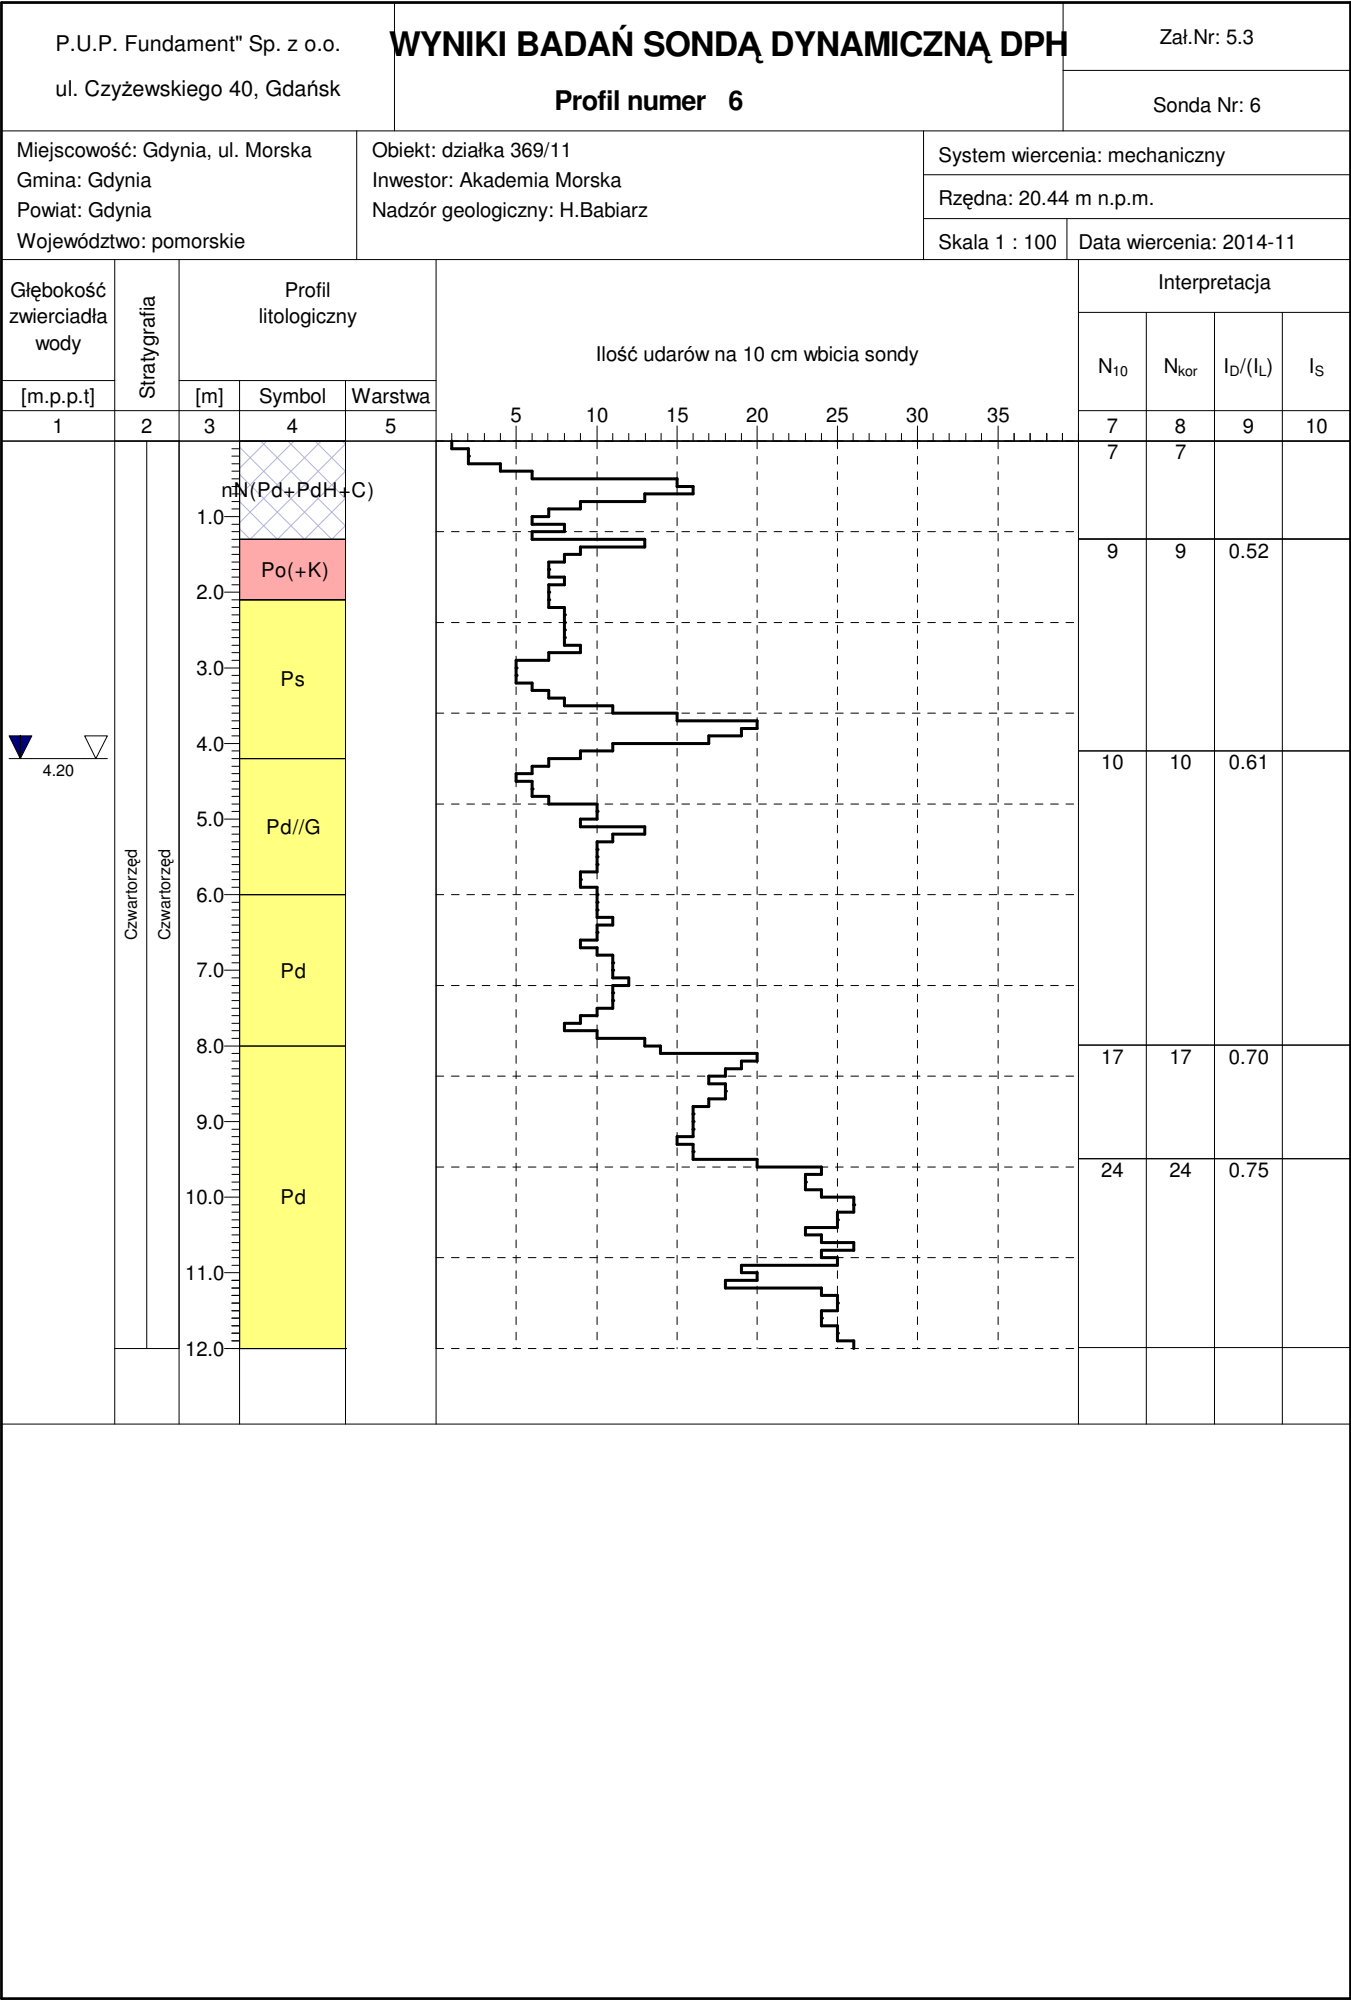 P.U.P. Fundament" Sp. z o.o.
ul. Czyżewskiego 40, Gdańsk
WYNIKI BADAŃ SONDĄ DYNAMICZNĄ DPH
Profil numer 6
Zał.Nr: 5.3
Sonda Nr: 6
Miejscowość: Gdynia, ul. Morska
Gmina: Gdynia
Powiat: Gdynia
Województwo: pomorskie
Obiekt: działka 369/11
Inwestor: Akademia Morska
Nadzór geologiczny: H.Babiarz
System wiercenia: mechaniczny
Rzędna: 20.44 m n.p.m.
Skala 1 : 100
Data wiercenia: 2014-11
Głębokość
zwierciadła
wody
[m.p.p.t]
Stratygrafia
Profil
litologiczny
[m] Symbol Warstwa
Ilość udarów na 10 cm wbicia sondy
5 10 15 20 25 30 35
Interpretacja
N10 Nkor ID/(IL) IS
1 2 3 4 5 7 8 9 10
nN(Pd+PdH+C)
7 7
1.0
Po(+K)
9 9 0.52
2.0
3.0
Ps
4.0
4.20
10 10 0.61
5.0
Pd//G
6.0
Czwartorzęd
Czwartorzęd
7.0
Pd
8.0
17 17 0.70
9.0
24 24 0.75
10.0
Pd
11.0
12.0